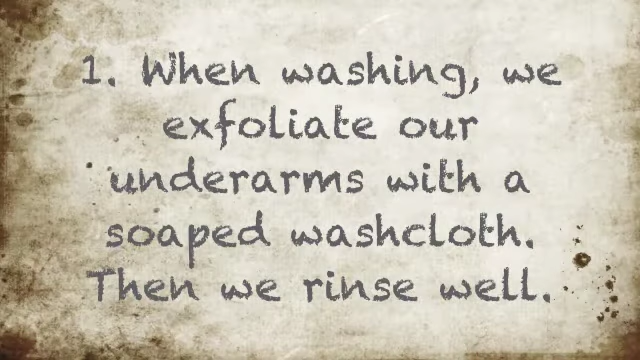 1. When washing, we
exfoliate our
underarms with a
soaped washcloth.
Then we rinse well.